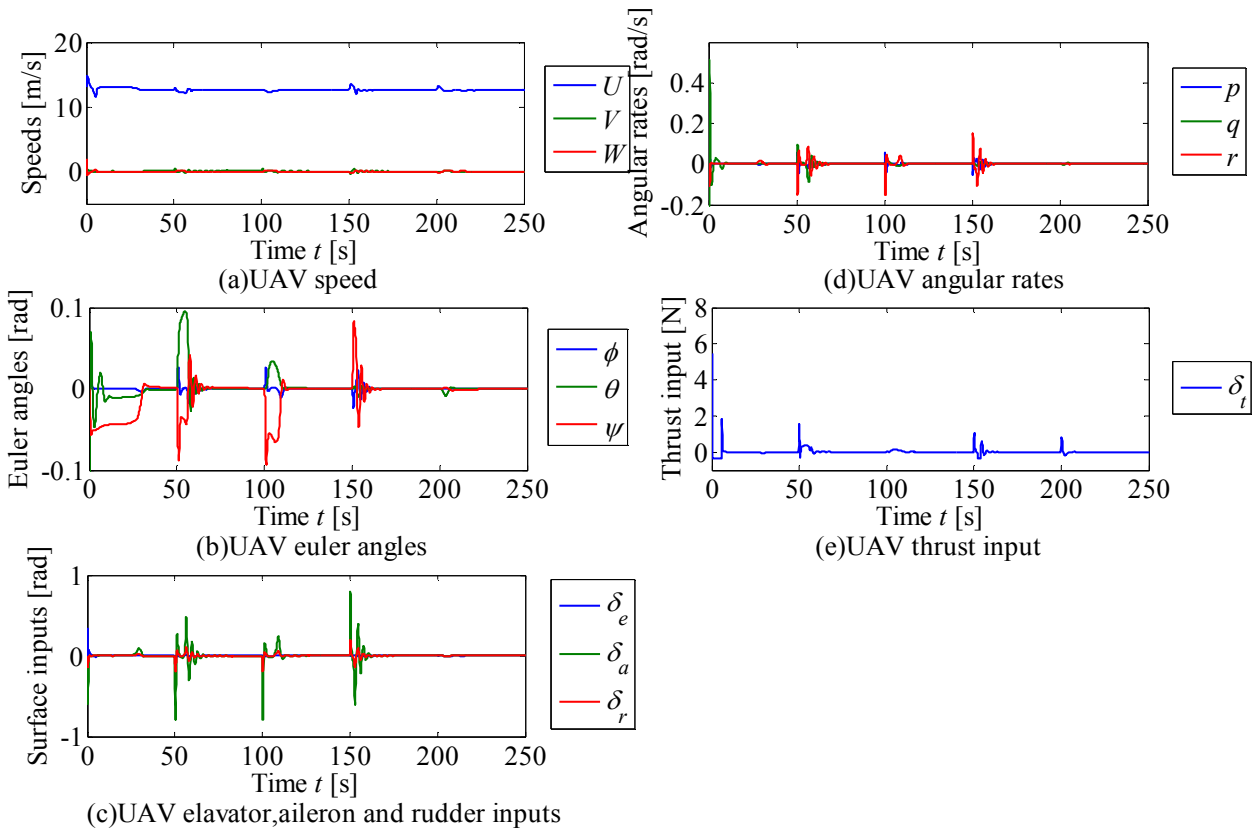 Speeds [m/s]
20
10
0
0 50 100 150 200 250
Time t [s]
U
V
W
(a)UAV speed
Angular rates [rad/s]
0.4
0.2
0
-0.2
0 50 100 150 200 250
Time t [s]
p
q
r
(d)UAV angular rates
Euler angles [rad]
0.1
0
-0.1
0 50 100 150 200 250
Time t [s]
ϕ
θ
ψ
(b)UAV euler angles
Thrust input [N]
8
6
4
2
0
0 50 100 150 200 250
Time t [s]
δt
(e)UAV thrust input
Surface inputs [rad]
1
0
-1
0 50 100 150 200 250
Time t [s]
δe
δa
δr
(c)UAV elavator,aileron and rudder inputs